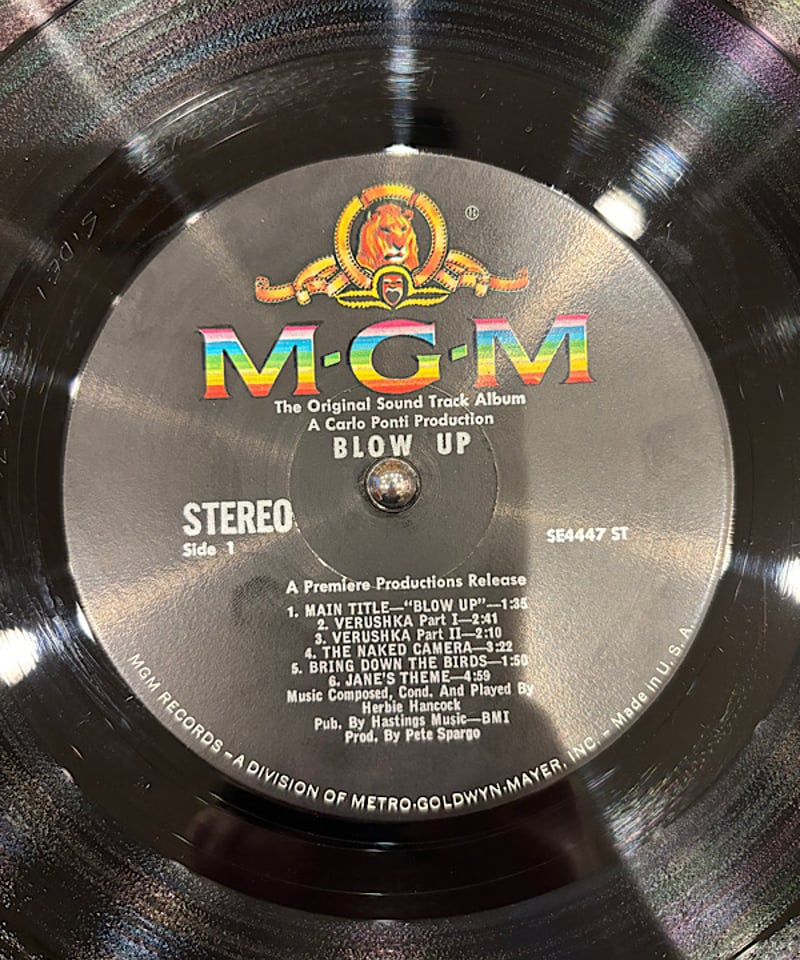 SIDE 1
®
M·G·M
The Original Sound Track Album
A Carlo Ponti Production
BLOW UP
STEREO
Side 1
SE4447 ST
A Premiere Productions Release
1. MAIN TITLE—"BLOW UP"—1:35
2. VERUSHKA Part I—2:41
3. VERUSHKA Part II—2:10
4. THE NAKED CAMERA—3:22
5. BRING DOWN THE BIRDS—1:50
6. JANE'S THEME—4:59
Music Composed, Cond. And Played By
Herbie Hancock
Pub. By Hastings Music—BMI
Prod. By Pete Spargo
MGM RECORDS – A DIVISION OF METRO·GOLDWYN·MAYER, INC. – Made in U. S. A.